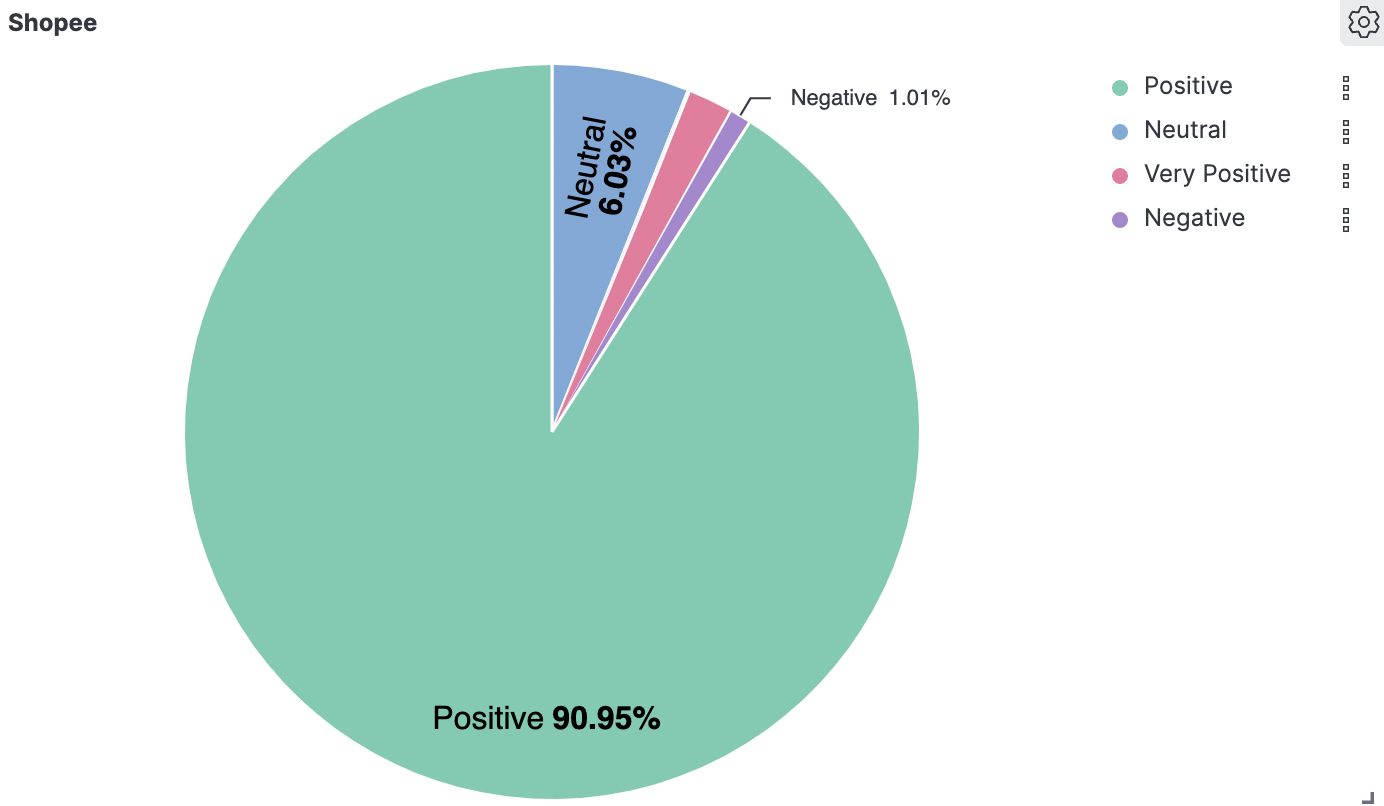 Shopee
Neutral
6.03%
Negative 1.01%
Positive 90.95%
Positive
Neutral
Very Positive
Negative